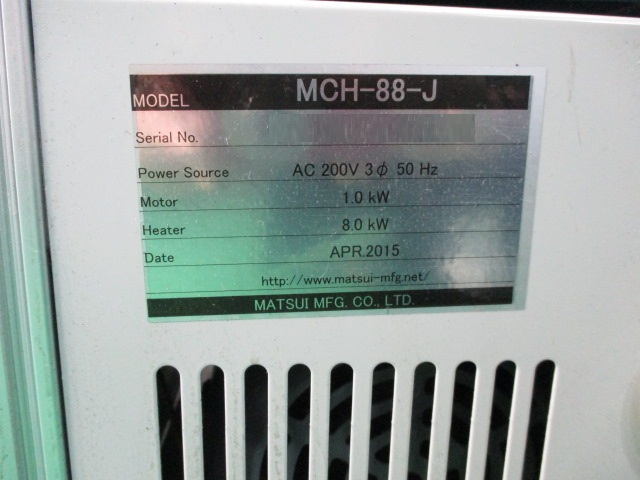 MODEL MCH-88-J
Serial No.
Power Source AC 200V 3φ 50 Hz
Motor 1.0 kW
Heater 8.0 kW
Date APR.2015
http://www.matsui-mfg.net/
MATSUI MFG. CO., LTD.